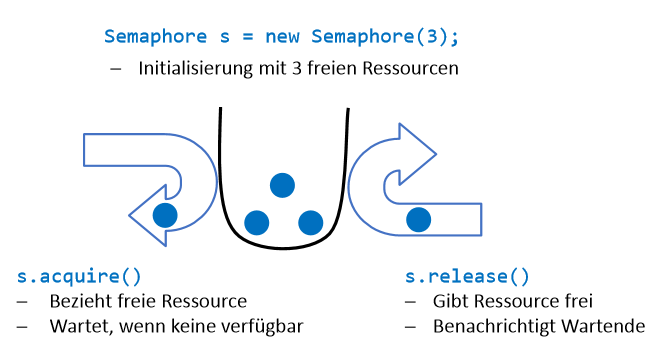 Semaphore s = new Semaphore(3);
– Initialisierung mit 3 freien Ressourcen
s.acquire()
– Bezieht freie Ressource
– Wartet, wenn keine verfügbar
s.release()
– Gibt Ressource frei
– Benachrichtigt Wartende